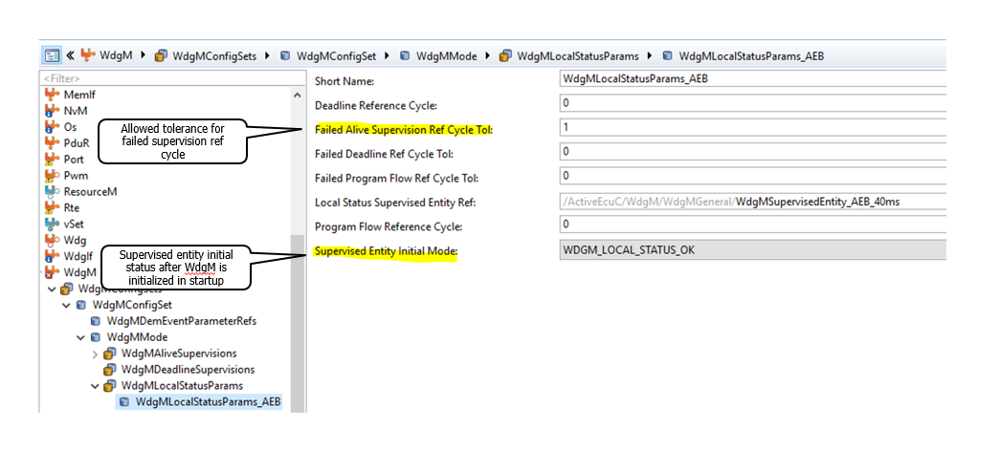 WdgM WdgMConfigSets WdgMConfigSet WdgMMode WdgMLocalStatusParams WdgMLocalStatusParams_AEB
<Filter>
MemIf
NvM
Os
PduR
Port
Pwm
ResourceM
Rte
vSet
Wdg
WdgIf
WdgM
WdgMConfigSets
WdgMConfigSet
WdgMDemEventParameterRefs
WdgMMode
WdgMAliveSupervisions
WdgMDeadlineSupervisions
WdgMLocalStatusParams
WdgMLocalStatusParams_AEB
Allowed tolerance for
failed supervision ref
cycle
Supervised entity initial
status after WdgM is
initialized in startup
Short Name: WdgMLocalStatusParams_AEB
Deadline Reference Cycle: 0
Failed Alive Supervision Ref Cycle Tol: 1
Failed Deadline Ref Cycle Tol: 0
Failed Program Flow Ref Cycle Tol: 0
Local Status Supervised Entity Ref: /ActiveEcuC/WdgM/WdgMGeneral/WdgMSupervisedEntity_AEB_40ms
Program Flow Reference Cycle: 0
Supervised Entity Initial Mode: WDGM_LOCAL_STATUS_OK